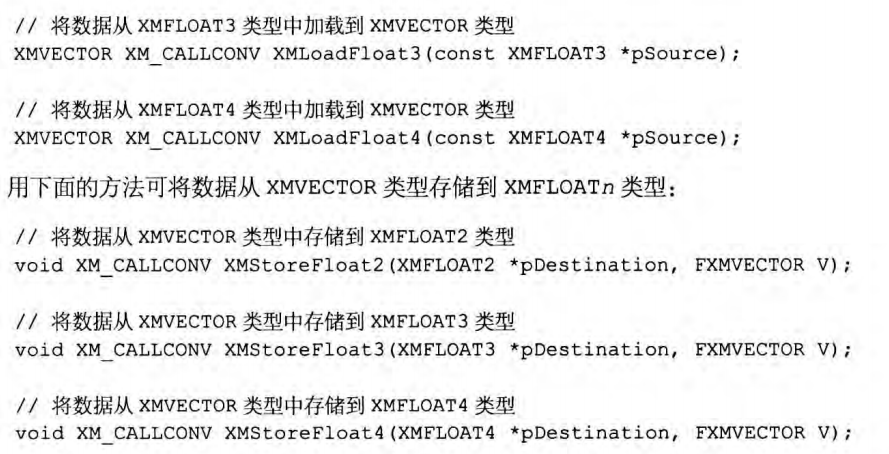 // 将数据从 XMFLOAT3 类型中加载到 XMVECTOR 类型
XMVECTOR XM_CALLCONV XMLoadFloat3(const XMFLOAT3 *pSource);
// 将数据从 XMFLOAT4 类型中加载到 XMVECTOR 类型
XMVECTOR XM_CALLCONV XMLoadFloat4(const XMFLOAT4 *pSource);
用下面的方法可将数据从 XMVECTOR 类型存储到 XMFLOATn 类型：
// 将数据从 XMVECTOR 类型中存储到 XMFLOAT2 类型
void XM_CALLCONV XMStoreFloat2(XMFLOAT2 *pDestination, FXMVECTOR V);
// 将数据从 XMVECTOR 类型中存储到 XMFLOAT3 类型
void XM_CALLCONV XMStoreFloat3(XMFLOAT3 *pDestination, FXMVECTOR V);
// 将数据从 XMVECTOR 类型中存储到 XMFLOAT4 类型
void XM_CALLCONV XMStoreFloat4(XMFLOAT4 *pDestination, FXMVECTOR V);